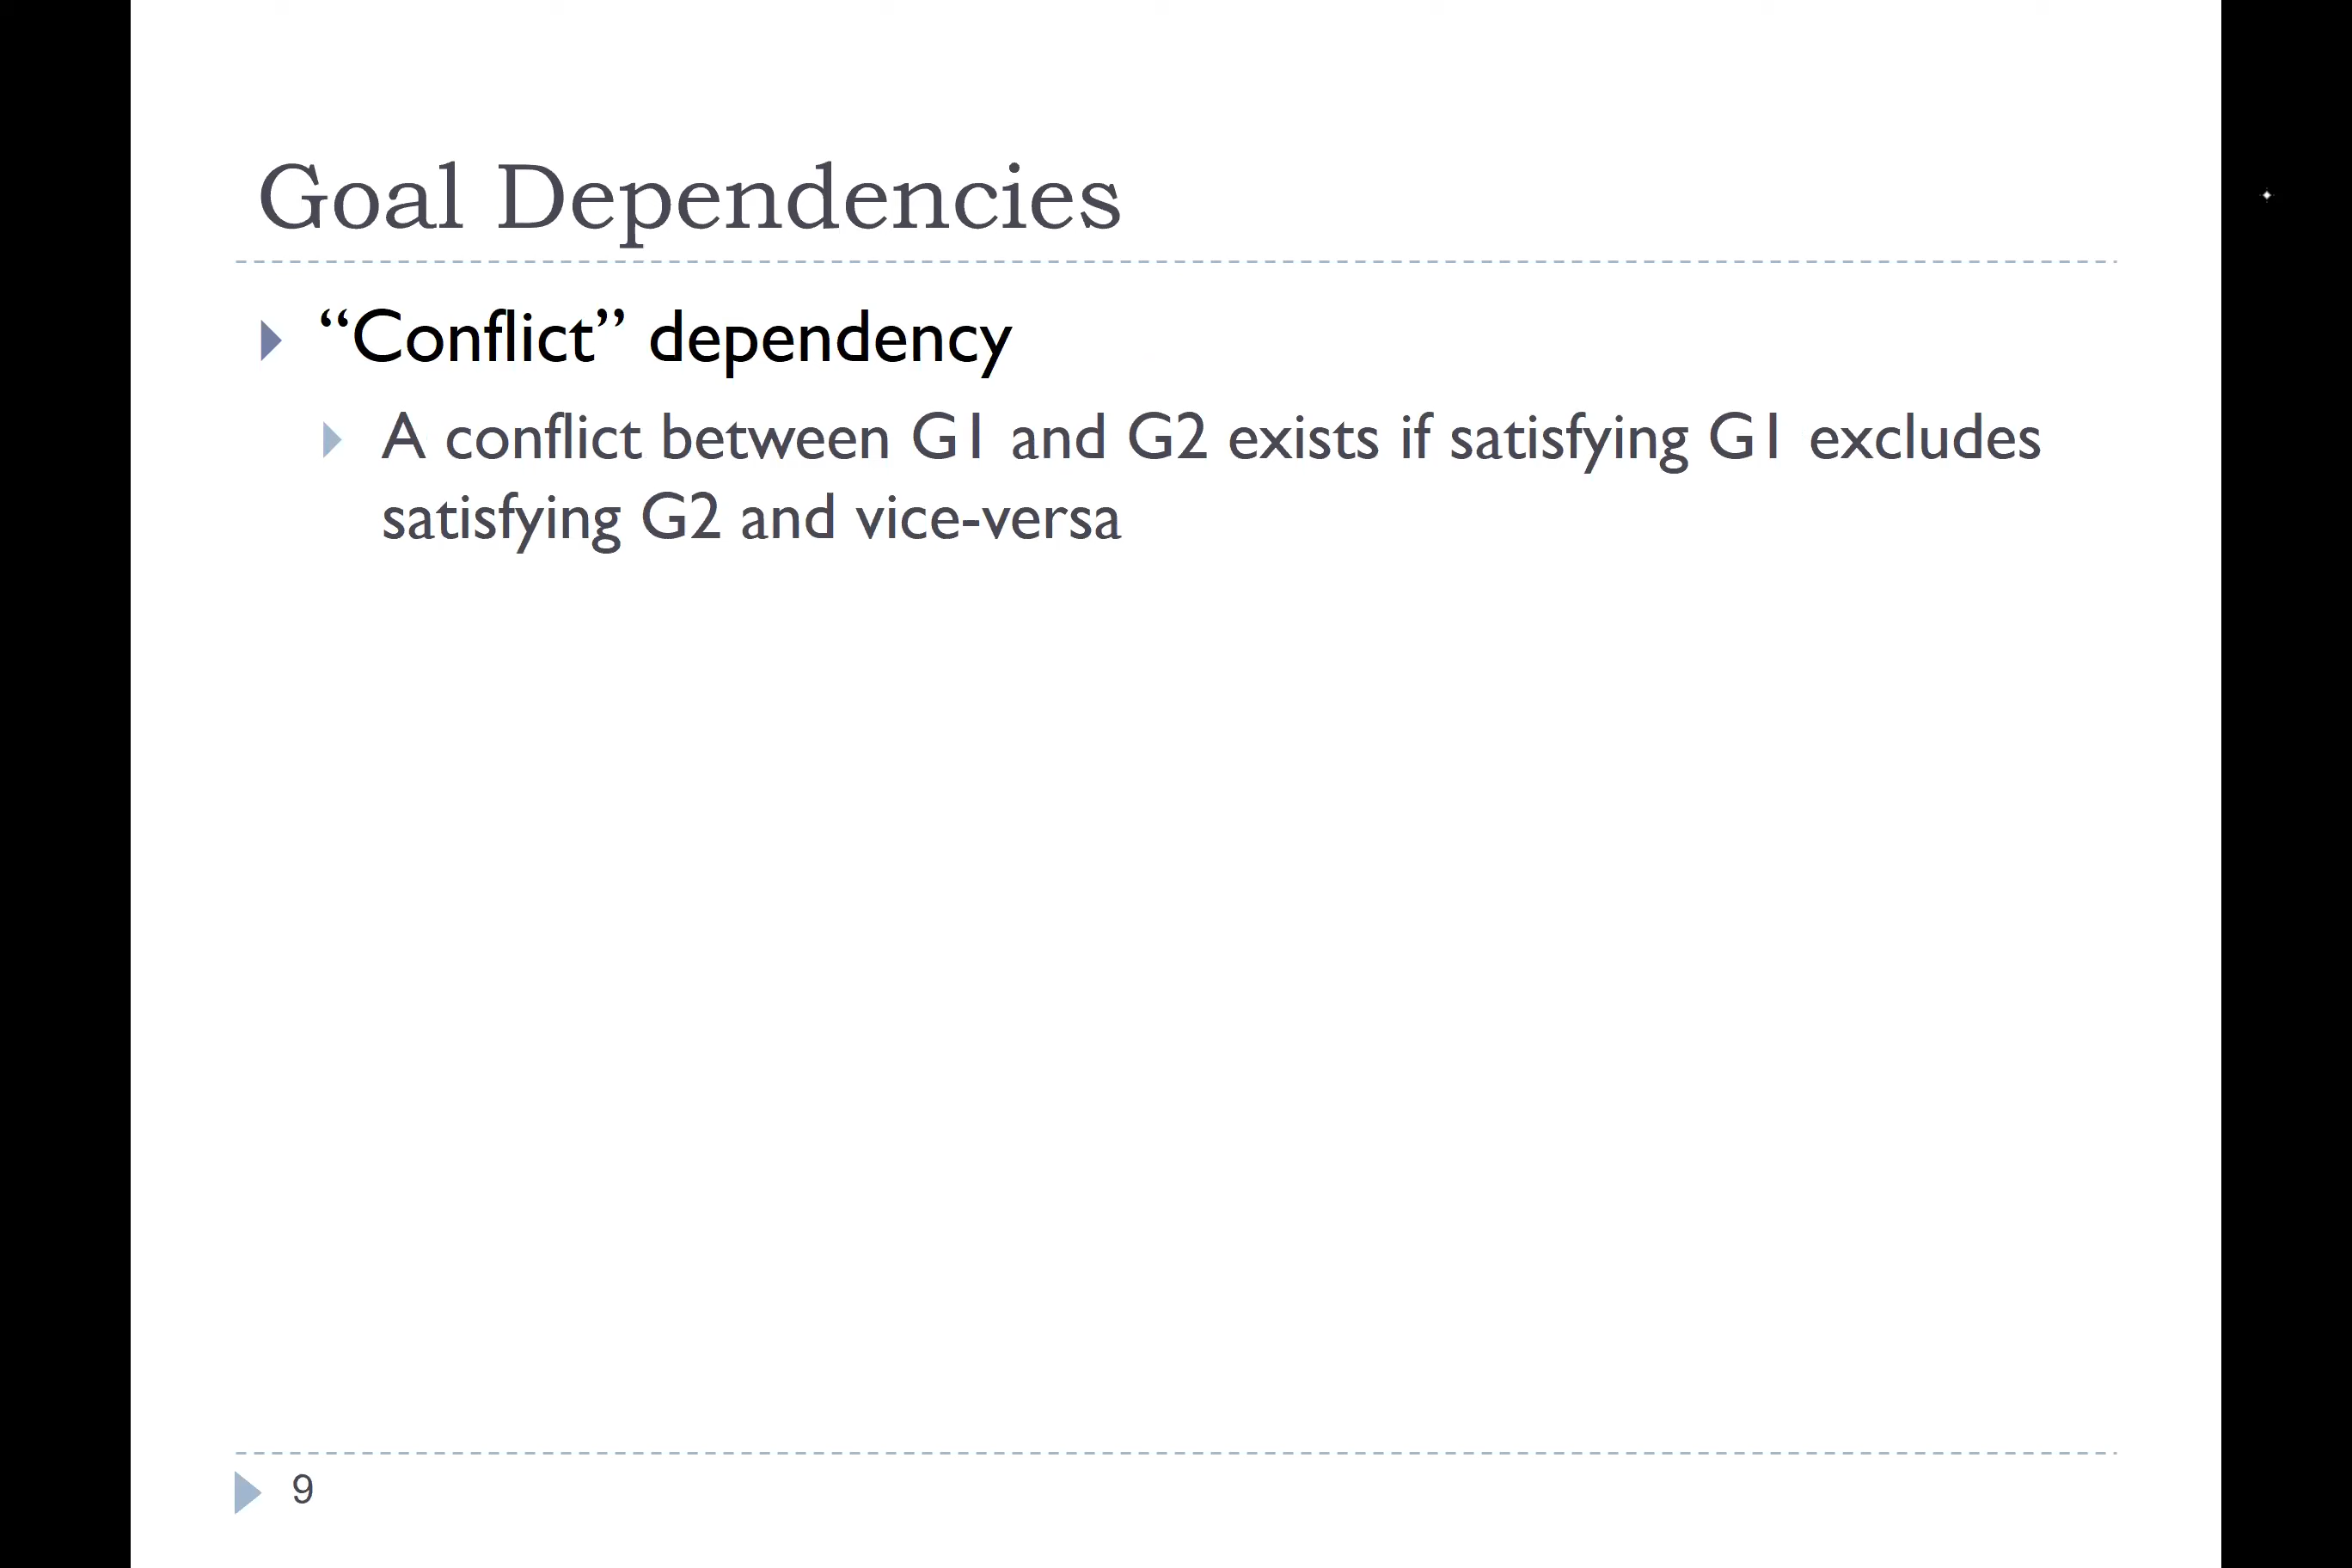 Goal Dependencies
“Conflict” dependency
A conflict between G1 and G2 exists if satisfying G1 excludes
satisfying G2 and vice-versa
9